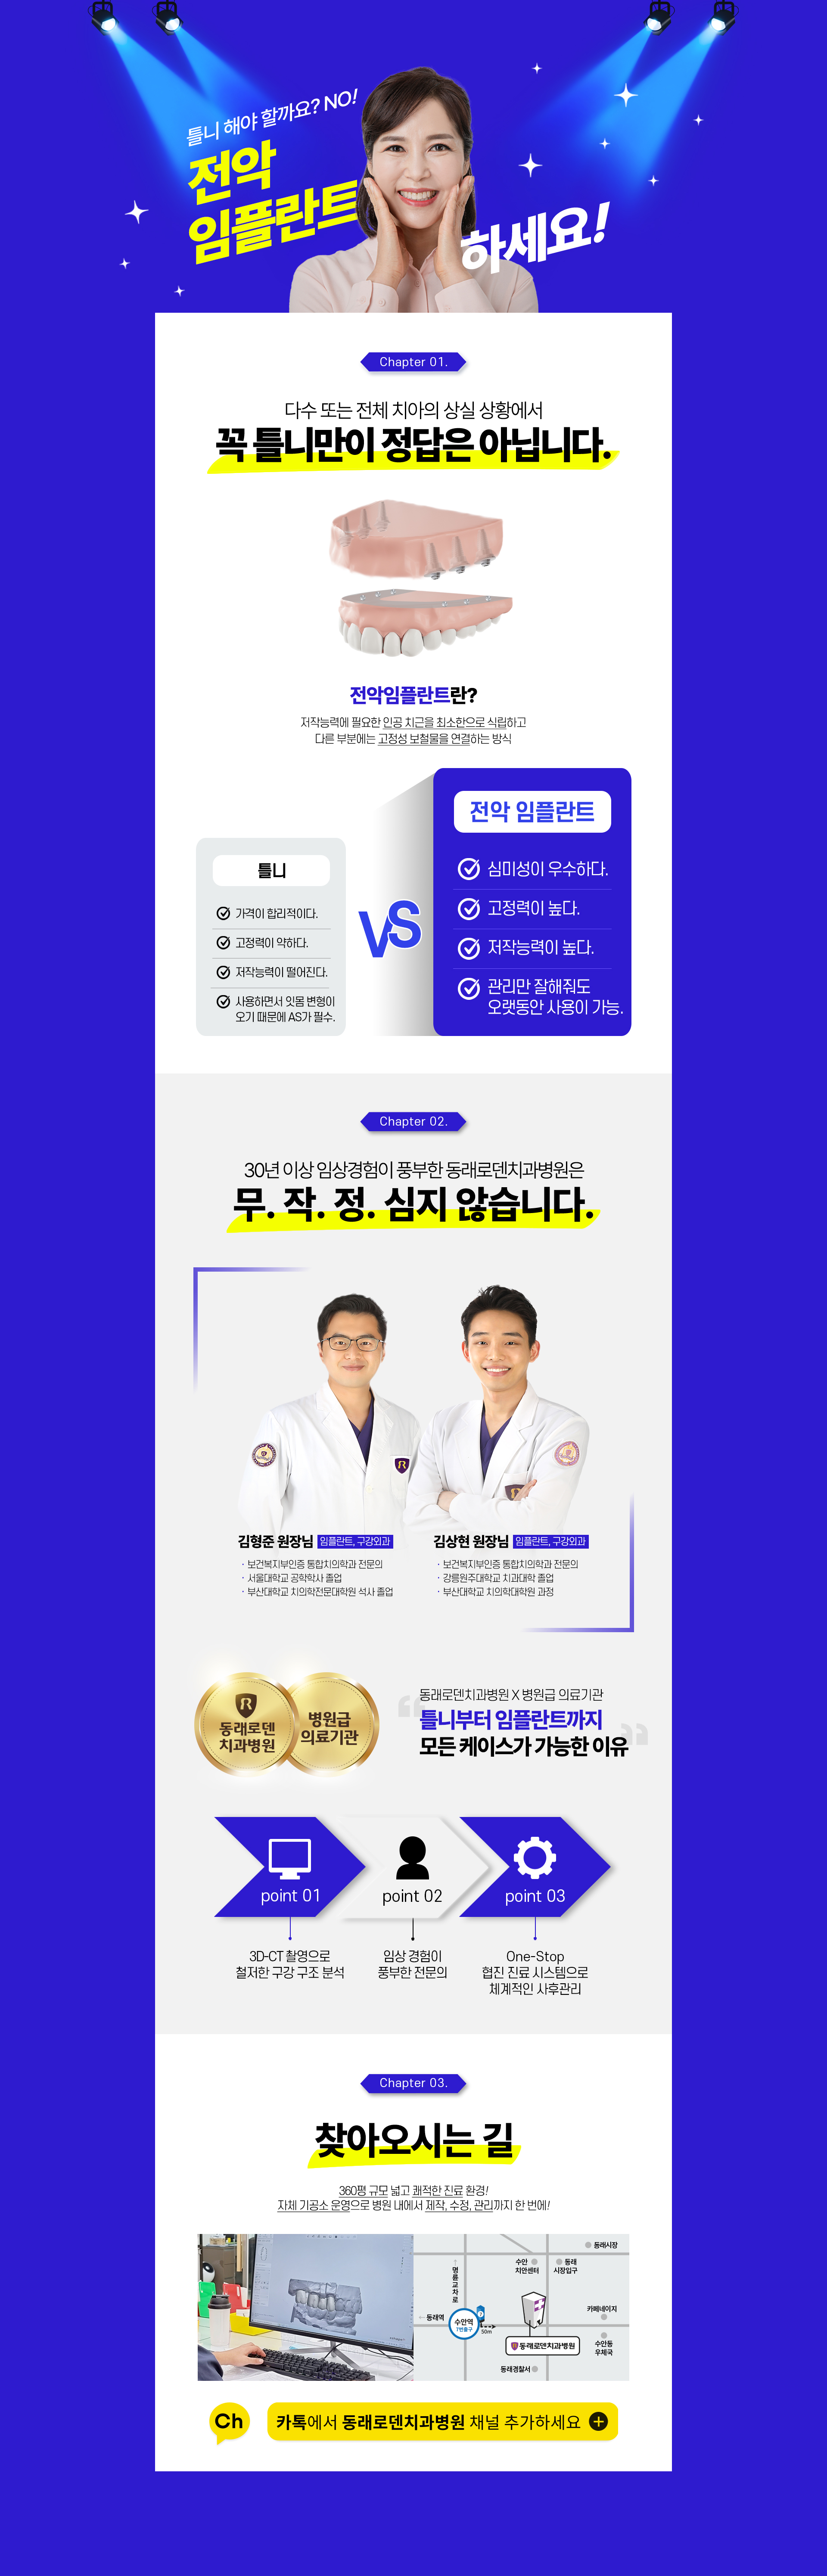 틀니 해야 할까요? NO!
전악
임플란트
하세요!
Chapter 01.
다수 또는 전체 치아의 상실 상황에서
꼭 틀니만이 정답은 아닙니다.
전악임플란트란?
저작능력에 필요한 인공 치근을 최소한으로 식립하고
다른 부분에는 고정성 보철물을 연결하는 방식
틀니
가격이 합리적이다.
고정력이 약하다.
저작능력이 떨어진다.
사용하면서 잇몸 변형이
오기 때문에 AS가 필수.
VS
전악 임플란트
심미성이 우수하다.
고정력이 높다.
저작능력이 높다.
관리만 잘해줘도
오랫동안 사용이 가능.
Chapter 02.
30년 이상 임상경험이 풍부한 동래로덴치과병원은
무. 작. 정. 심지 않습니다.
김형준 원장님 임플란트, 구강외과
· 보건복지부인증 통합치의학과 전문의
· 서울대학교 공학학사 졸업
· 부산대학교 치의학전문대학원 석사 졸업
김상현 원장님 임플란트, 구강외과
· 보건복지부인증 통합치의학과 전문의
· 강릉원주대학교 치과대학 졸업
· 부산대학교 치의학대학원 과정
R
동래로덴
치과병원
병원급
의료기관
동래로덴치과병원 X 병원급 의료기관
“틀니부터 임플란트까지
모든 케이스가 가능한 이유”
point 01
3D-CT 촬영으로
철저한 구강 구조 분석
point 02
임상 경험이
풍부한 전문의
point 03
One-Stop
협진 진료 시스템으로
체계적인 사후관리
Chapter 03.
찾아오시는 길
360평 규모 넓고 쾌적한 진료 환경!
자체 기공소 운영으로 병원 내에서 제작, 수정, 관리까지 한 번에!
동래시장
수안
치안센터
동래
시장입구
↑명륜교차로
카페네이지
←동래역
수안역
7번출구
7
50m
동래로덴치과병원
수안동
우체국
동래경찰서
Ch
카톡에서 동래로덴치과병원 채널 추가하세요